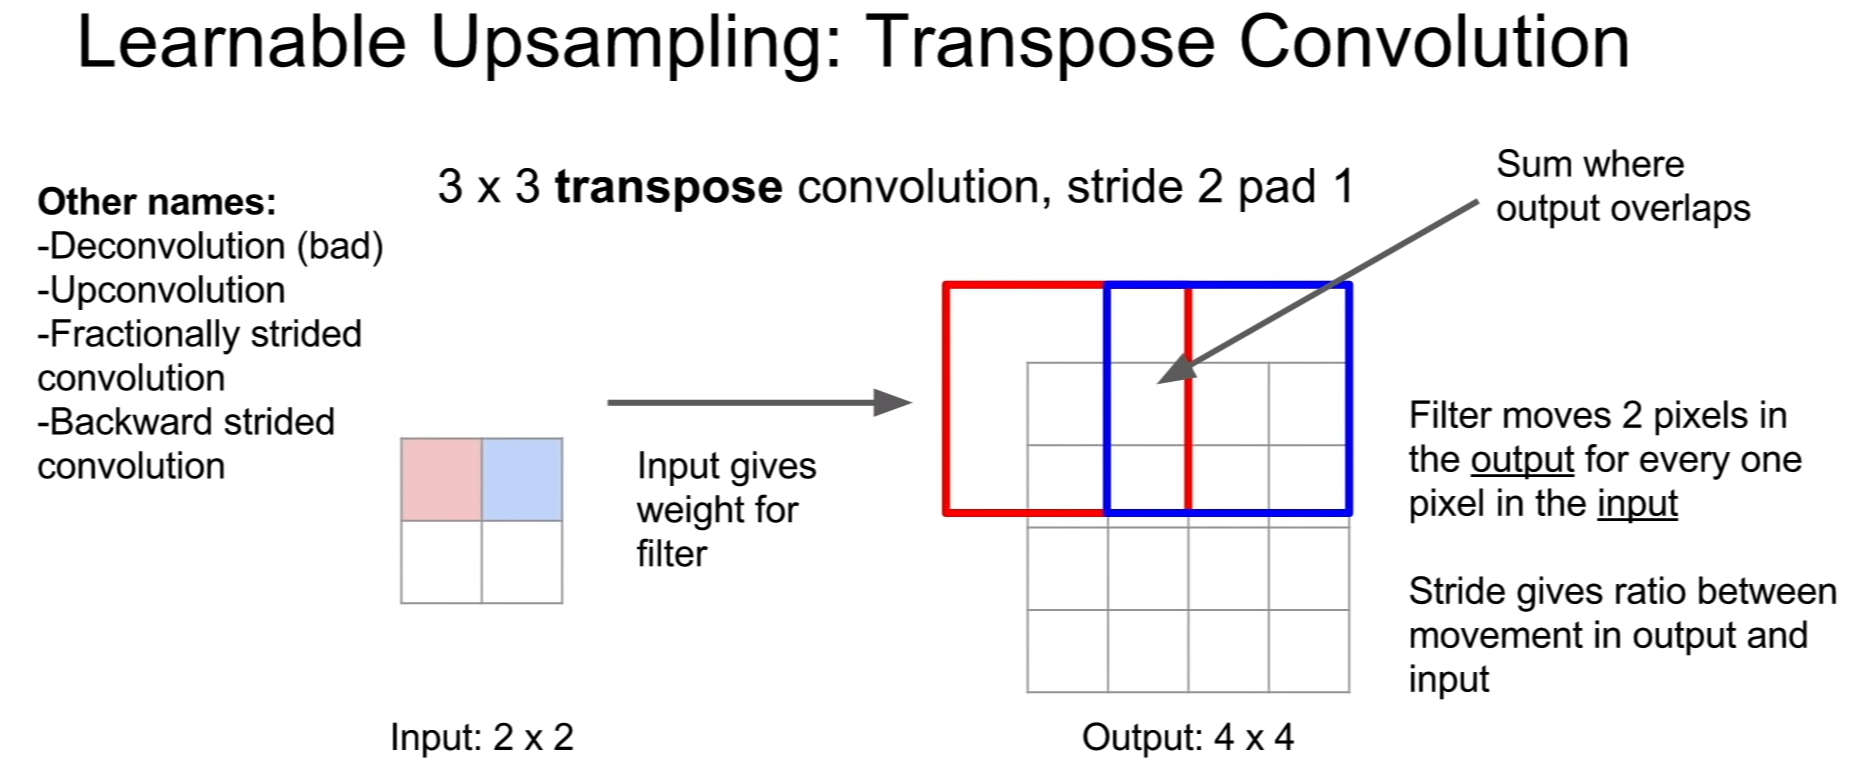 Learnable Upsampling: Transpose Convolution
Other names:
-Deconvolution (bad)
-Upconvolution
-Fractionally strided
convolution
-Backward strided
convolution
3 x 3 transpose convolution, stride 2 pad 1
Sum where
output overlaps
Input gives
weight for
filter
Filter moves 2 pixels in
the output for every one
pixel in the input
Stride gives ratio between
movement in output and
input
Input: 2 x 2
Output: 4 x 4